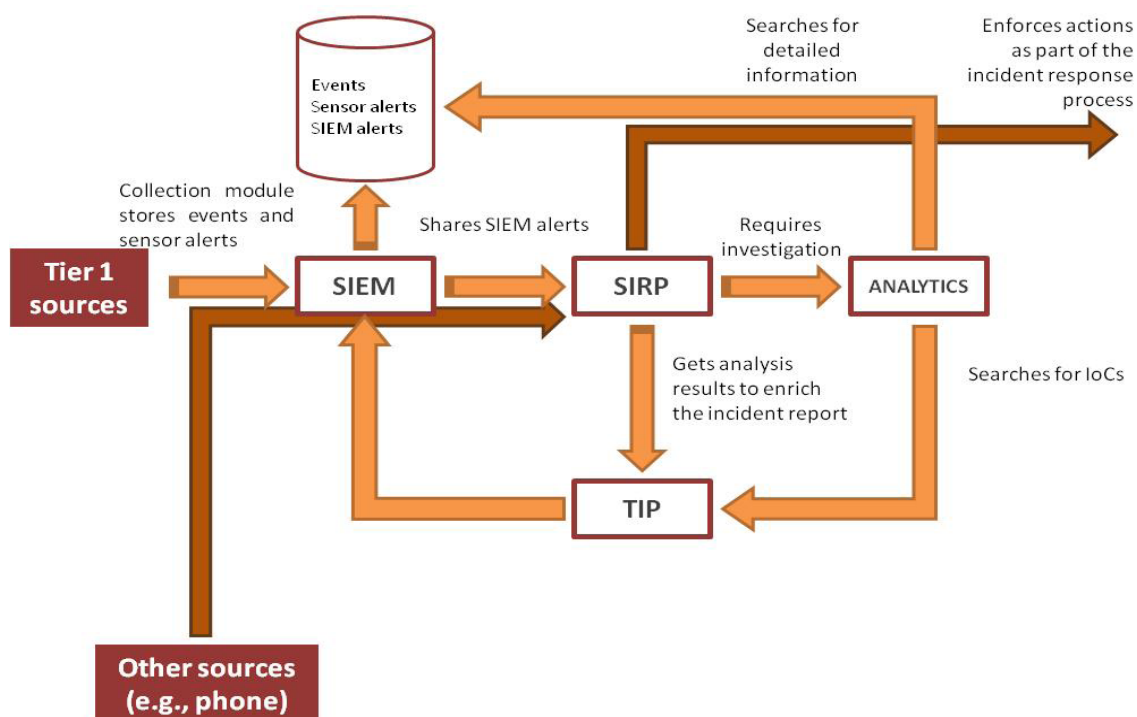 Searches for
detailed
information
Enforces actions
as part of the
incident response
process
Events
Sensor alerts
SIEM alerts
Collection module
stores events and
sensor alerts
Shares SIEM alerts
Requires
investigation
Tier 1
sources
SIEM
SIRP
ANALYTICS
Gets analysis
results to enrich
the incident report
Searches for IoCs
TIP
Other sources
(e.g., phone)